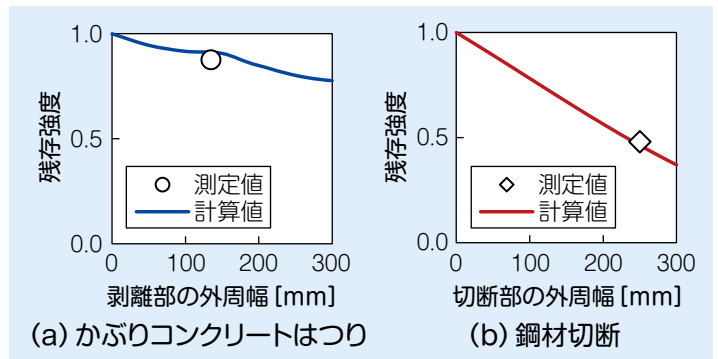 1.0
0.5
0.0
残存強度
測定値
計算値
0 100 200 300
剥離部の外周幅 [mm]
(a) かぶりコンクリートはつり
1.0
0.5
0.0
残存強度
測定値
計算値
0 100 200 300
切断部の外周幅 [mm]
(b) 鋼材切断